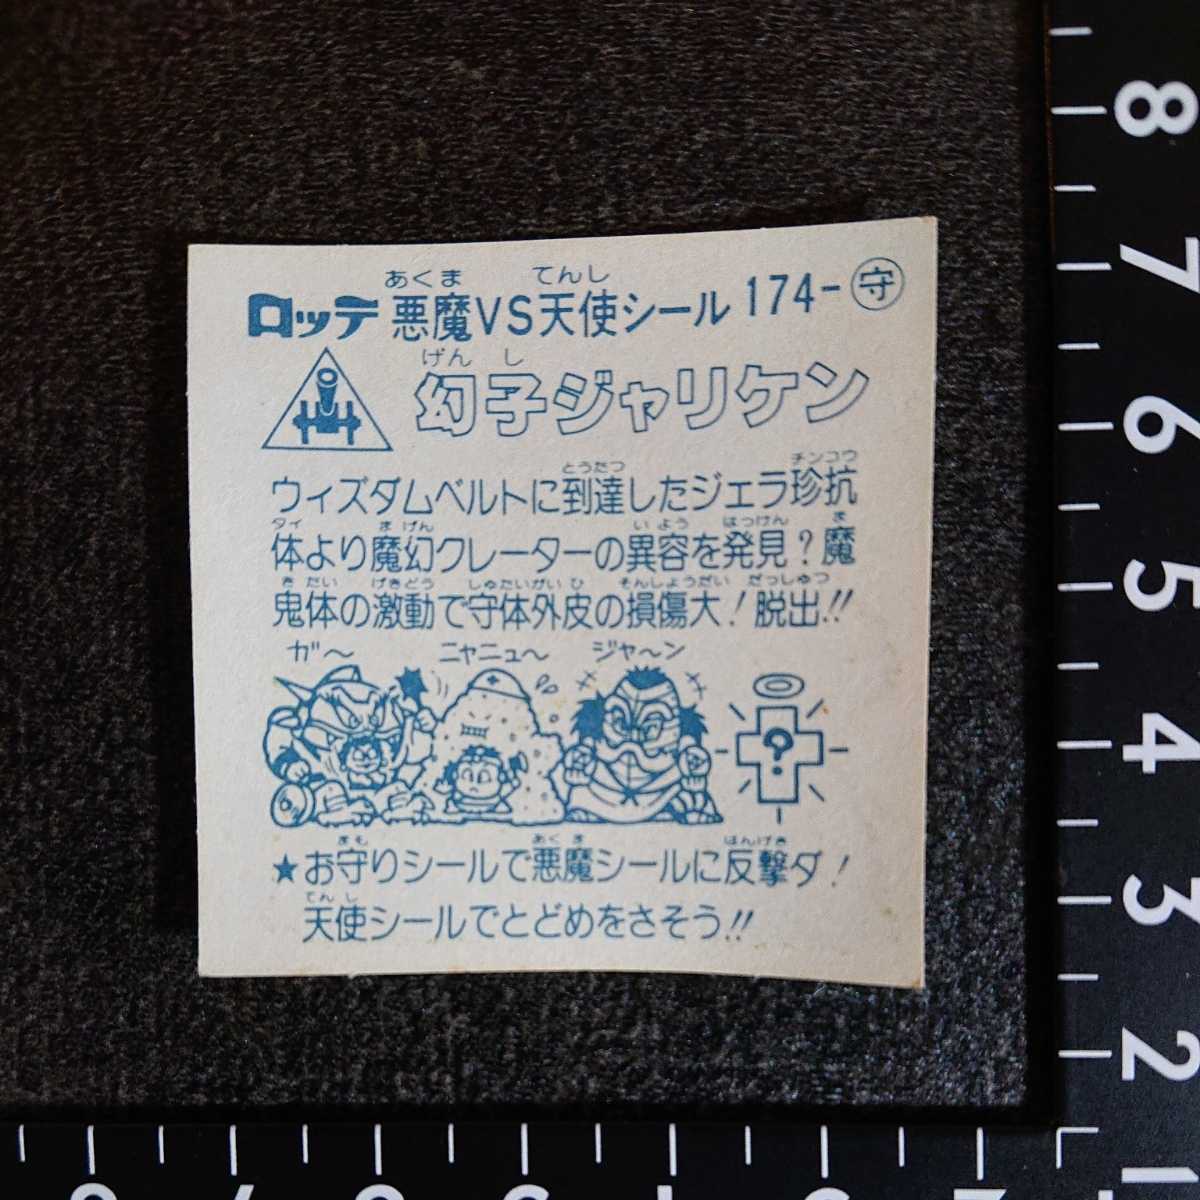 ロッテ 悪魔VS天使シール 174-守
あくま てんし
幻子ジャリケン
げんし
ウィズダムベルトに到達したジェラ珍抗
とうたつ チンコウ
体より魔幻クレーターの異容を発見?魔
タイ まげん いよう はっけん ま
鬼体の激動で守体外皮の損傷大!脱出!!
きたい げきどう しゅたいがいひ そんしょうだい だっしゅつ
ガ〜 ニャニュ〜 ジャ〜ン
?
★お守りシールで悪魔シールに反撃ダ!
まも あくま はんげき
天使シールでとどめをさそう!!
てんし
8
7
6
5
4
3
2
1